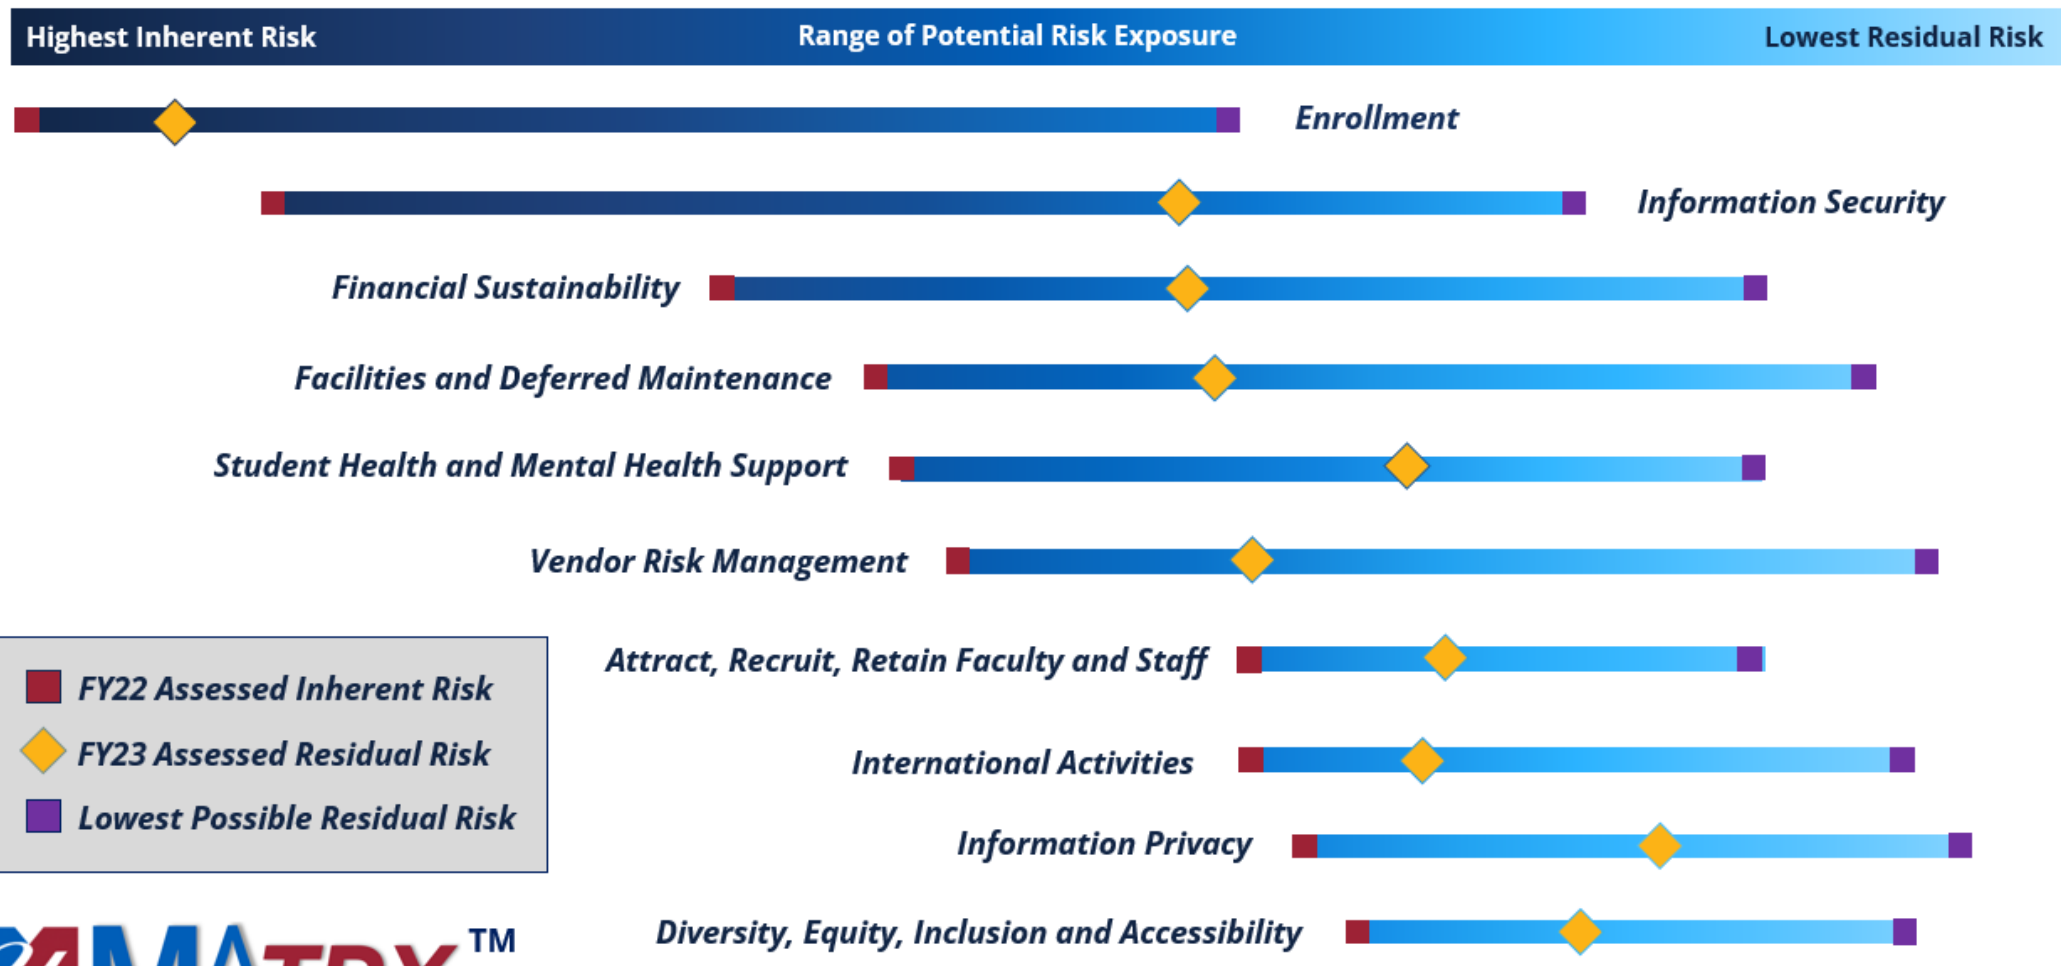 Highest Inherent Risk
Range of Potential Risk Exposure
Lowest Residual Risk
Enrollment
Information Security
Financial Sustainability
Facilities and Deferred Maintenance
Student Health and Mental Health Support
Vendor Risk Management
Attract, Recruit, Retain Faculty and Staff
International Activities
Information Privacy
Diversity, Equity, Inclusion and Accessibility
FY22 Assessed Inherent Risk
FY23 Assessed Residual Risk
Lowest Possible Residual Risk
TM